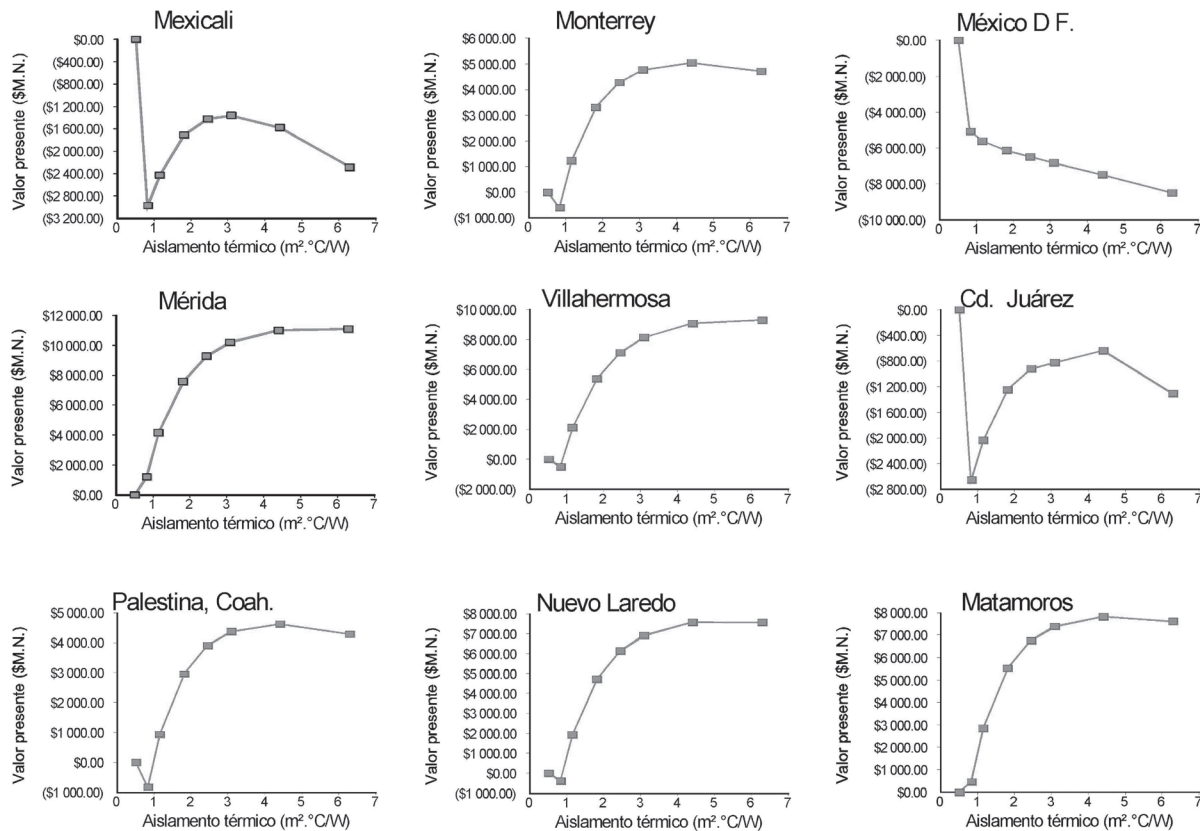 Mexicali
Valor presente ($M.N.)
$0.00
($400.00)
($800.00)
($1 200.00)
($1 600.00)
($2 000.00)
($2 400.00)
($2 800.00)
($3 200.00)
0 1 2 3 4 5 6 7
Aislamento térmico (m².°C/W)
Monterrey
Valor presente ($M.N.)
$6 000.00
$5 000.00
$4 000.00
$3 000.00
$2 000.00
$1 000.00
$0.00
($1 000.00)
0 1 2 3 4 5 6 7
Aislamento térmico (m².°C/W)
México D F.
Valor presente ($M.N.)
$0.00
($2 000.00)
($4 000.00)
($6 000.00)
($8 000.00)
($10 000.00)
0 1 2 3 4 5 6 7
Aislamento térmico (m².°C/W)
Mérida
Valor presente ($M.N.)
$12 000.00
$10 000.00
$8 000.00
$6 000.00
$4 000.00
$2 000.00
$0.00
0 1 2 3 4 5 6 7
Aislamento térmico (m².°C/W)
Villahermosa
Valor presente ($M.N.)
$10 000.00
$8 000.00
$6 000.00
$4 000.00
$2 000.00
$0.00
($2 000.00)
0 1 2 3 4 5 6 7
Aislamento térmico (m².°C/W)
Cd. Juárez
Valor presente ($M.N.)
$0.00
($400.00)
($800.00)
($1 200.00)
($1 600.00)
($2 000.00)
($2 400.00)
($2 800.00)
0 1 2 3 4 5 6 7
Aislamento térmico (m².°C/W)
Palestina, Coah.
Valor presente ($M.N.)
$5 000.00
$4 000.00
$3 000.00
$2 000.00
$1 000.00
$0.00
($1 000.00)
0 1 2 3 4 5 6 7
Aislamento térmico (m².°C/W)
Nuevo Laredo
Valor presente ($M.N.)
$8 000.00
$7 000.00
$6 000.00
$5 000.00
$4 000.00
$3 000.00
$2 000.00
$1 000.00
$0.00
($1 000.00)
0 1 2 3 4 5 6 7
Aislamento térmico (m².°C/W)
Matamoros
Valor presente ($M.N.)
$8 000.00
$7 000.00
$6 000.00
$5 000.00
$4 000.00
$3 000.00
$2 000.00
$1 000.00
$0.00
0 1 2 3 4 5 6 7
Aislamento térmico (m².°C/W)